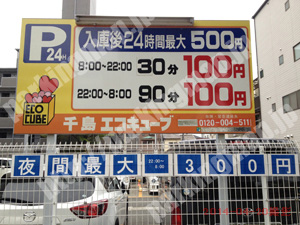 P 24H
入庫後24時間最大 500円
8:00〜22:00 30分 100円
22:00〜8:00 90分 100円
ECO CUBE
千島 エコキューブ
0120-004-511
夜間最大 22:00〜8:00 300円